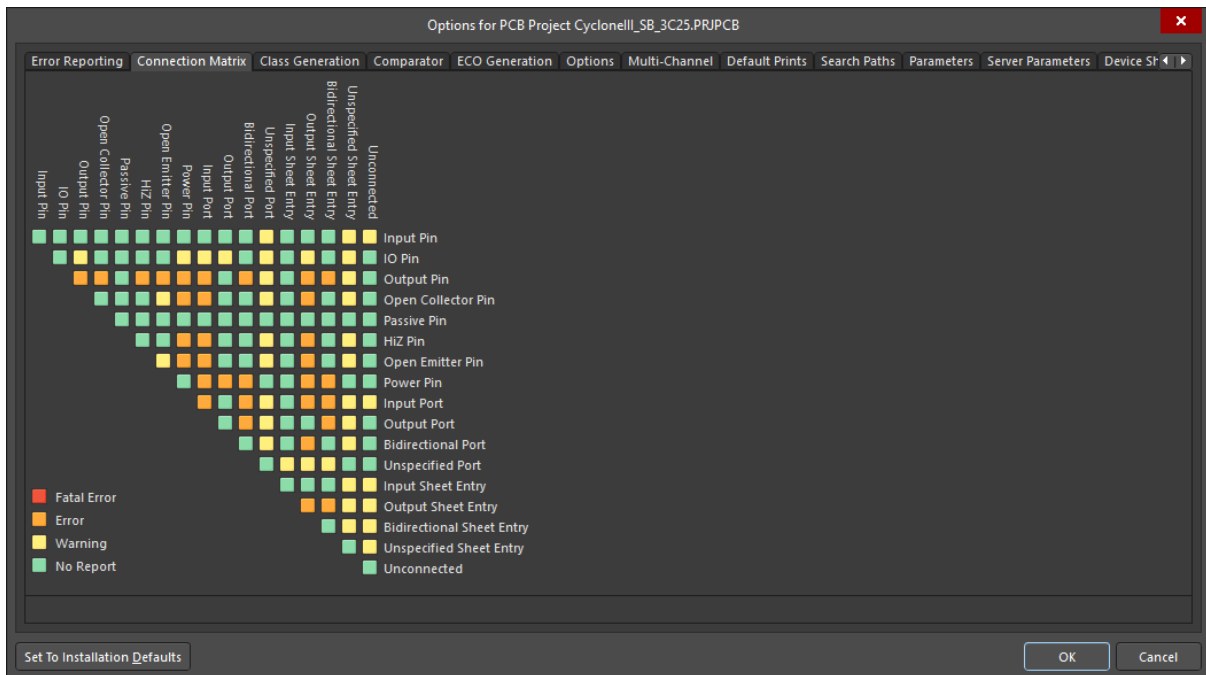 Options for PCB Project CycloneIII_SB_3C25.PRJPCB
Error Reporting
Connection Matrix
Class Generation
Comparator
ECO Generation
Options
Multi-Channel
Default Prints
Search Paths
Parameters
Server Parameters
Device Sh
Input Pin
IO Pin
Output Pin
Open Collector Pin
Passive Pin
HiZ Pin
Open Emitter Pin
Power Pin
Input Port
Output Port
Bidirectional Port
Unspecified Port
Input Sheet Entry
Output Sheet Entry
Bidirectional Sheet Entry
Unspecified Sheet Entry
Unconnected
Input Pin
IO Pin
Output Pin
Open Collector Pin
Passive Pin
HiZ Pin
Open Emitter Pin
Power Pin
Input Port
Output Port
Bidirectional Port
Unspecified Port
Input Sheet Entry
Output Sheet Entry
Bidirectional Sheet Entry
Unspecified Sheet Entry
Unconnected
Fatal Error
Error
Warning
No Report
Set To Installation Defaults
OK
Cancel